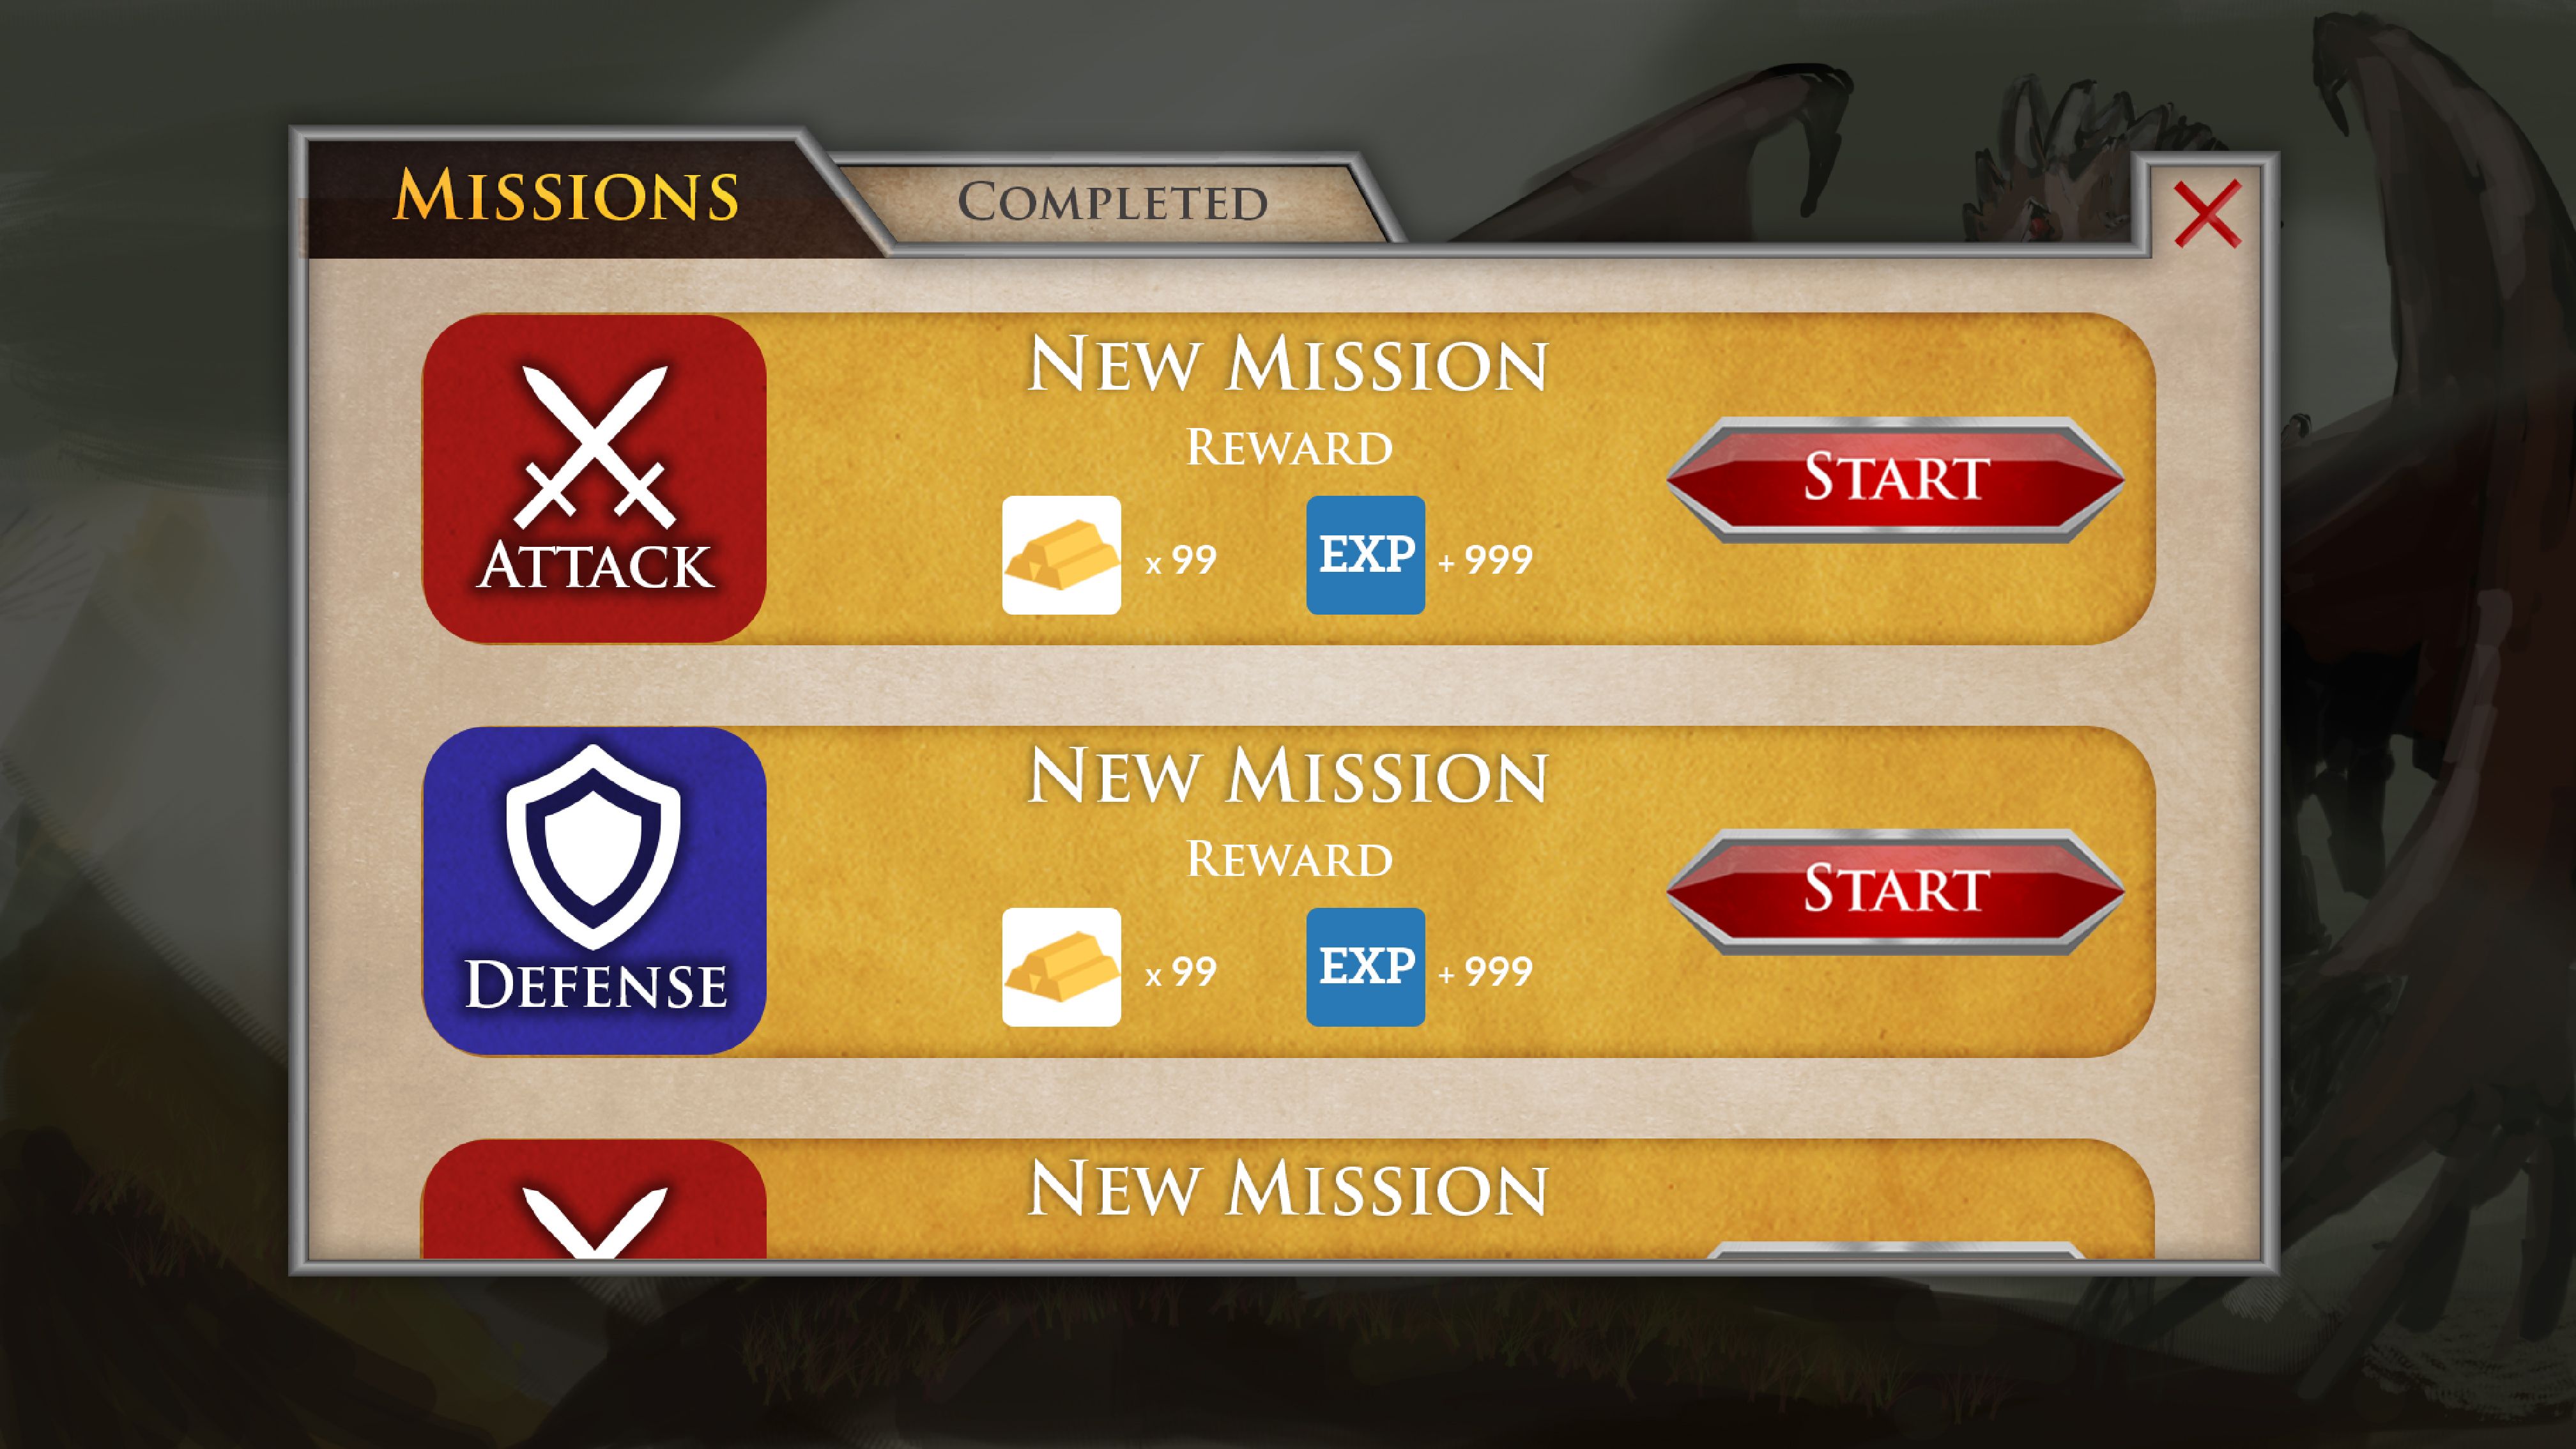 Missions
Completed
New Mission
Reward
Attack
x 99
EXP + 999
Start
New Mission
Reward
Defense
x 99
EXP + 999
Start
New Mission